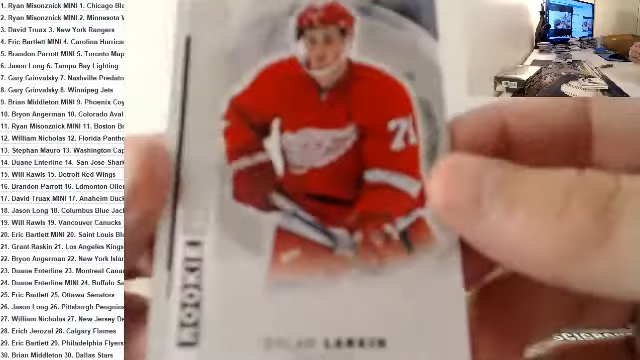 1. Ryan Misonznick MINI 1. Chicago Bla
2. Ryan Misonznick MINI 2. Minnesota W
3. David Truax 3. New York Rangers
4. Eric Bartlett MINI 4. Carolina Hurrican
5. Brandon Parrott MINI 5. Toronto Map
6. Jason Long 6. Tampa Bay Lighting
7. Gary Grinvalsky 7. Nashville Predato
8. Gary Grinvalsky 8. Winnipeg Jets
9. Brian Middleton MINI 9. Phoenix Coy
10. Bryon Angerman 10. Colorado Aval
11. Ryan Misonznick MINI 11. Boston Br
12. William Nicholas 12. Florida Panthe
13. Stephan Mauro 13. Washington Cap
14. Duane Enterline 14. San Jose Shark
15. Will Rawls 15. Detroit Red Wings
16. Brandon Parrott 16. Edmonton Oiler
17. David Truax MINI 17. Anaheim Duck
18. Jason Long 18. Columbus Blue Jack
19. Will Rawls 19. Vancouver Canucks
20. Eric Bartlett MINI 20. Saint Louis Bl
21. Grant Raskin 21. Los Angeles Kings
22. Bryon Angerman 22. New York Islan
23. Duane Enterline 23. Montreal Canad
24. Duane Enterline MINI 24. Buffalo Sa
25. Eric Bartlett 25. Ottawa Senators
26. Jason Long 26. Pittsburgh Penguins
27. William Nicholas 27. New Jersey De
28. Erich Jerozal 28. Calgary Flames
29. Eric Bartlett 29. Philadelphia Flyers
30. Brian Middleton 30. Dallas Stars
71
ROOKIE
DYLAN LARKIN